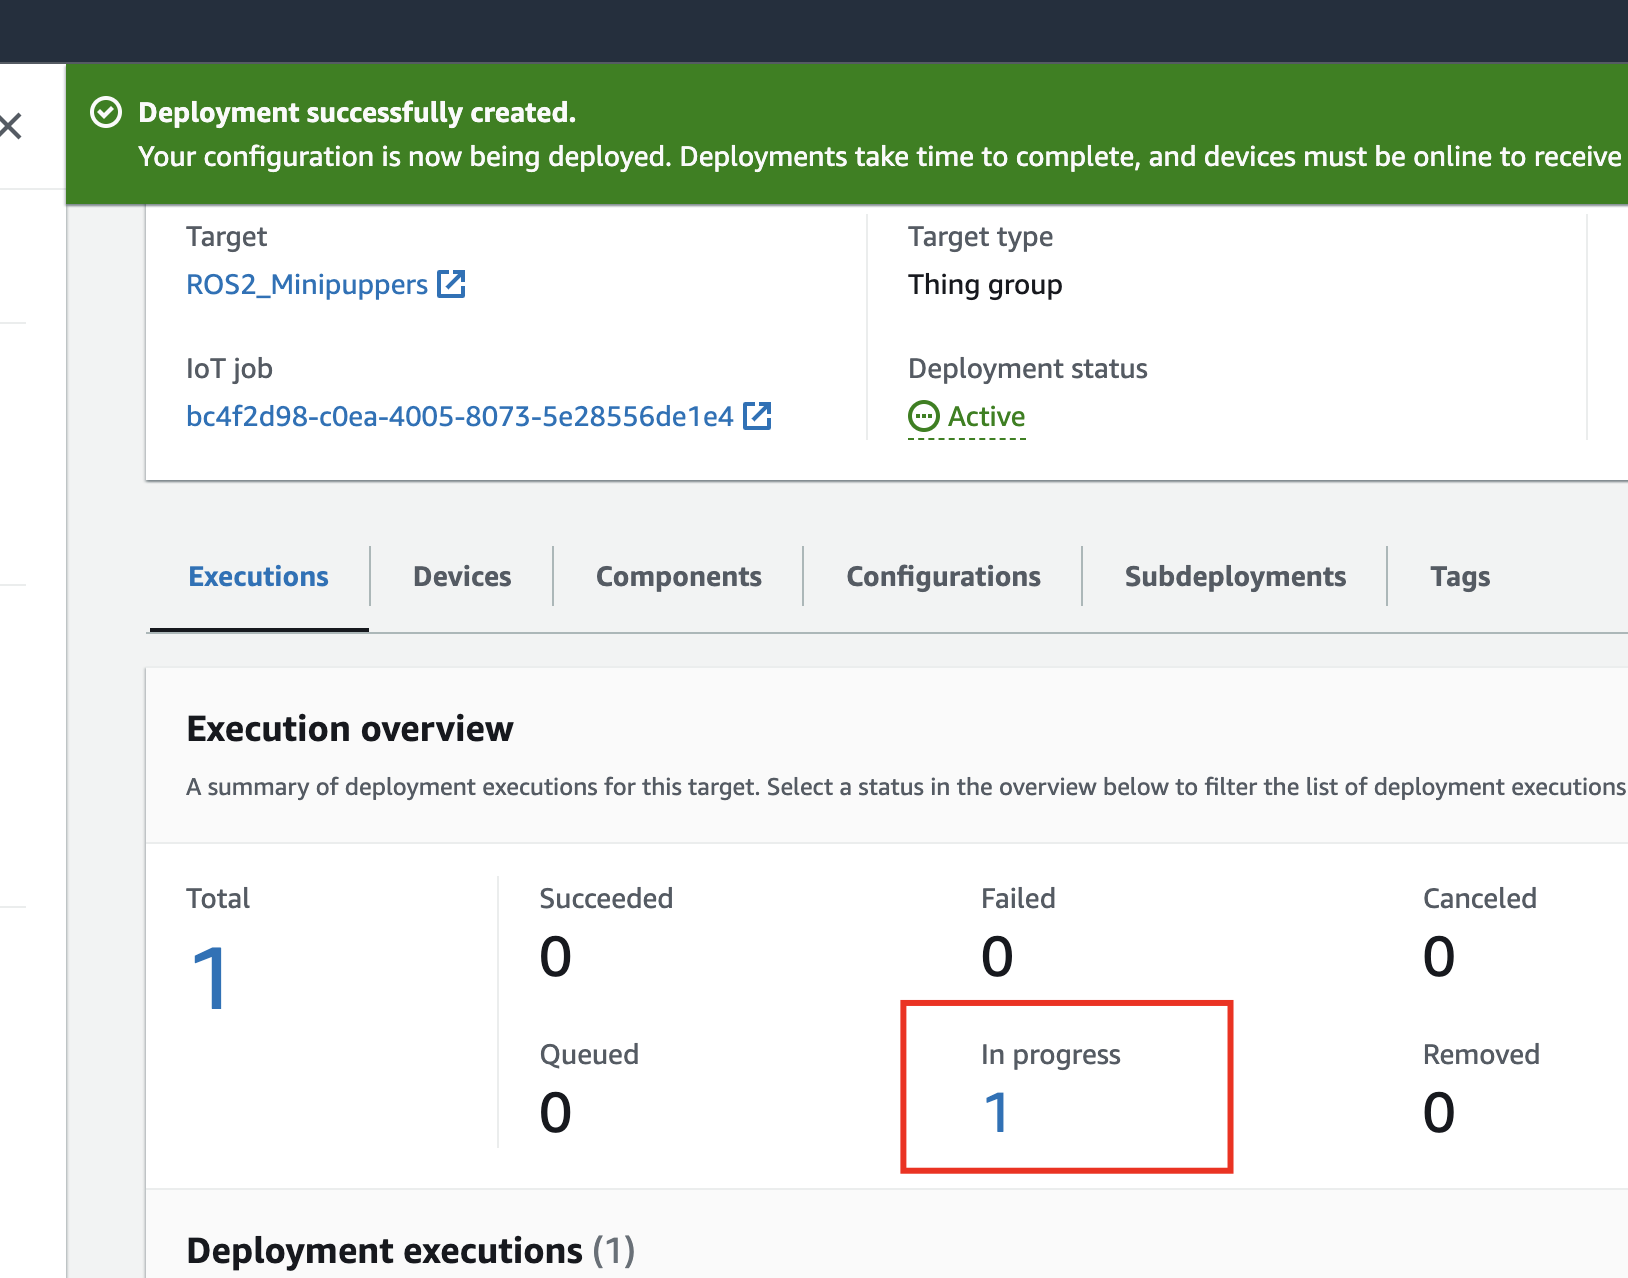 Deployment successfully created.
Your configuration is now being deployed. Deployments take time to complete, and devices must be online to receive
Target
ROS2_Minipuppers
Target type
Thing group
IoT job
bc4f2d98-c0ea-4005-8073-5e28556de1e4
Deployment status
Active
Executions
Devices
Components
Configurations
Subdeployments
Tags
Execution overview
A summary of deployment executions for this target. Select a status in the overview below to filter the list of deployment executions
Total
1
Succeeded
0
Failed
0
Canceled
0
Queued
0
In progress
1
Removed
0
Deployment executions (1)